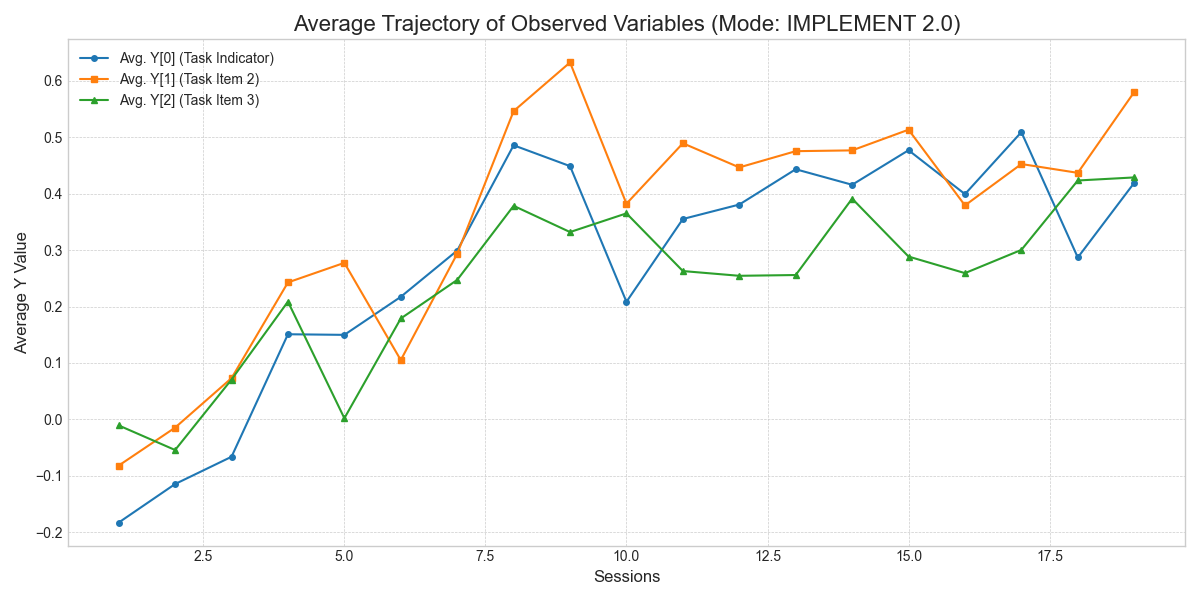 Average Trajectory of Observed Variables (Mode: IMPLEMENT 2.0)
Avg. Y[0] (Task Indicator)
Avg. Y[1] (Task Item 2)
Avg. Y[2] (Task Item 3)
Average Y Value
0.6
0.5
0.4
0.3
0.2
0.1
0.0
−0.1
−0.2
2.5 5.0 7.5 10.0 12.5 15.0 17.5
Sessions